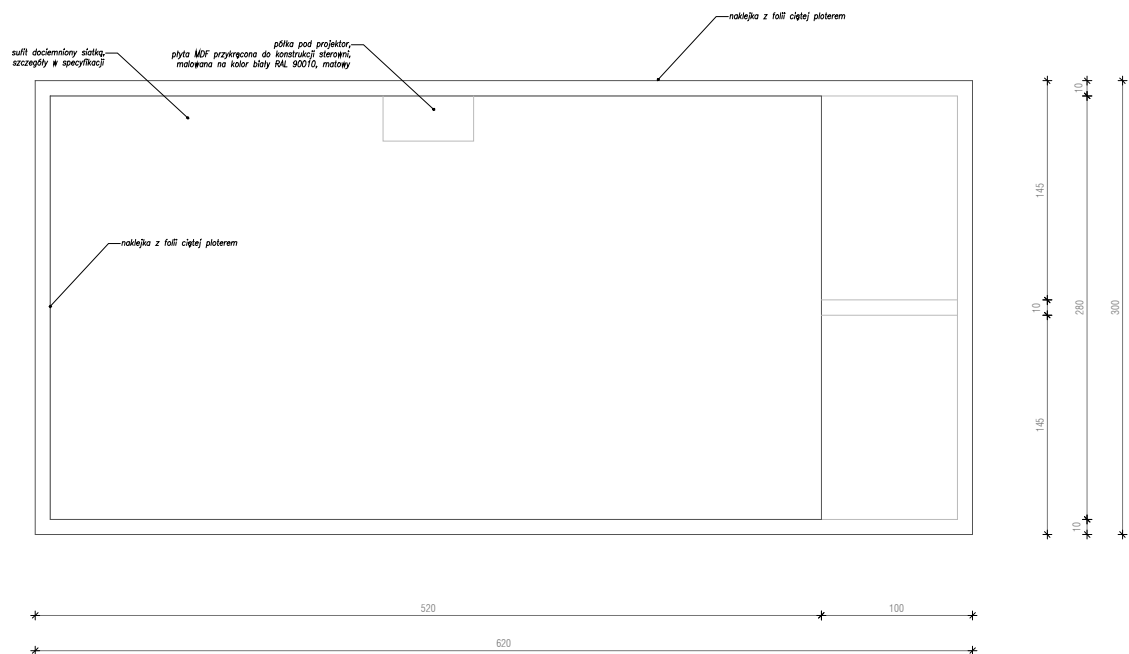 naklejka z folii ciętej ploterem
półka pod projektor,
płyta MDF przykręcona do konstrukcji sterowni,
malowana na kolor biały RAL 90010, matowy
sufit dociemniony siatką,
szczegóły w specyfikacji
naklejka z folii ciętej ploterem
10
145
10
280
300
145
10
520
100
620